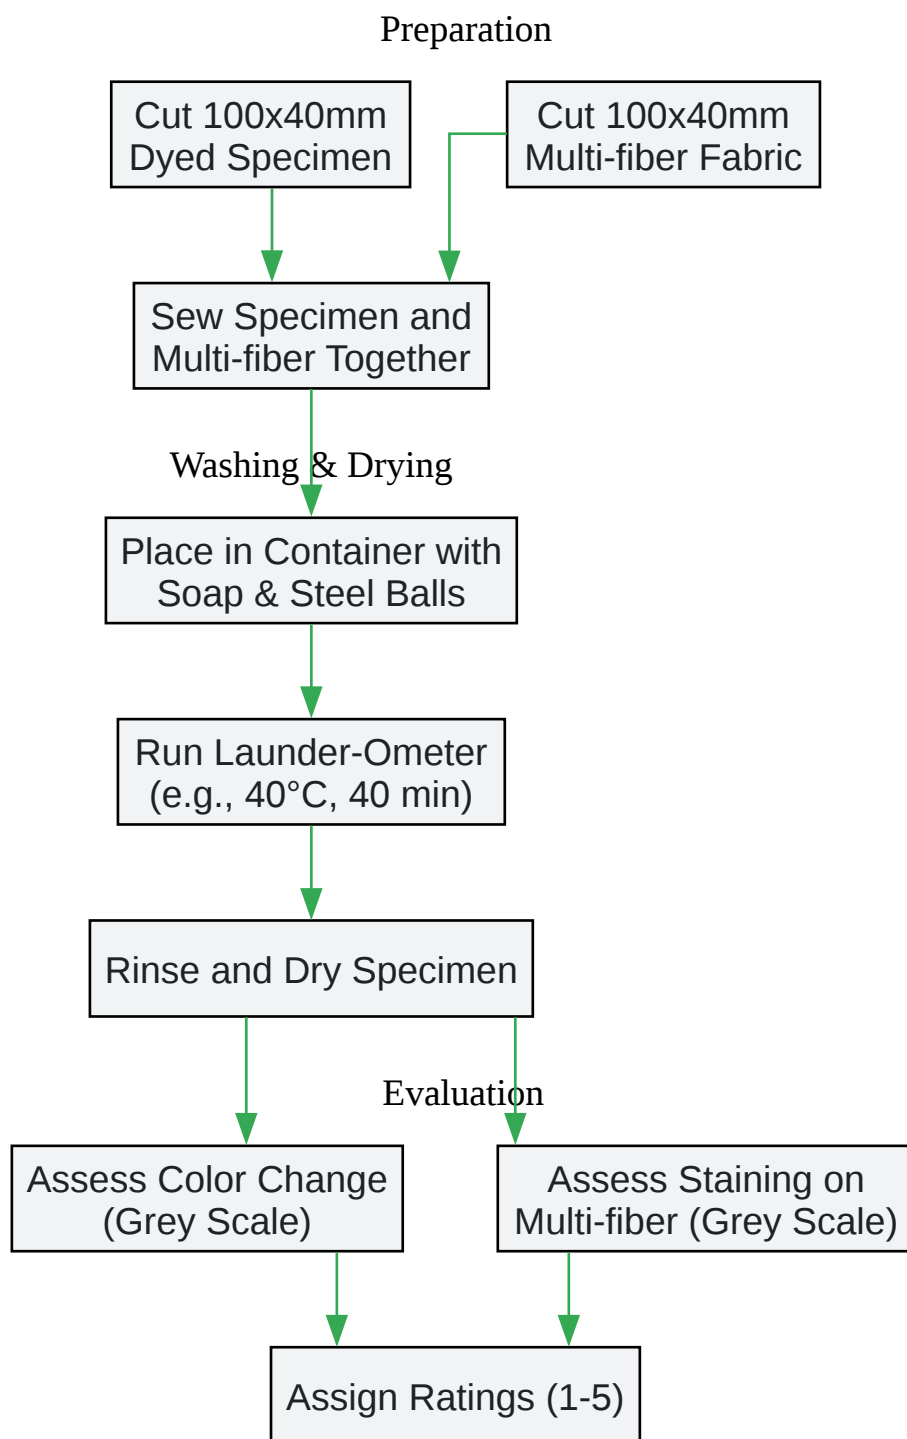 Preparation
Cut 100x40mm
Dyed Specimen
Cut 100x40mm
Multi-fiber Fabric
Sew Specimen and
Multi-fiber Together
Washing & Drying
Place in Container with
Soap & Steel Balls
Run Launder-Ometer
(e.g., 40°C, 40 min)
Rinse and Dry Specimen
Evaluation
Assess Color Change
(Grey Scale)
Assess Staining on
Multi-fiber (Grey Scale)
Assign Ratings (1-5)